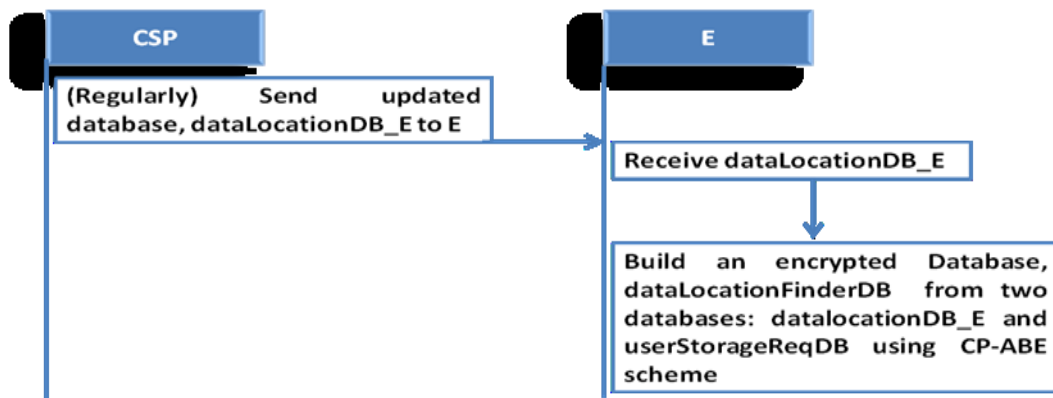 CSP
E
(Regularly) Send updated
database, dataLocationDB_E to E
Receive dataLocationDB_E
Build an encrypted Database,
dataLocationFinderDB from two
databases: datalocationDB_E and
userStorageReqDB using CP-ABE
scheme